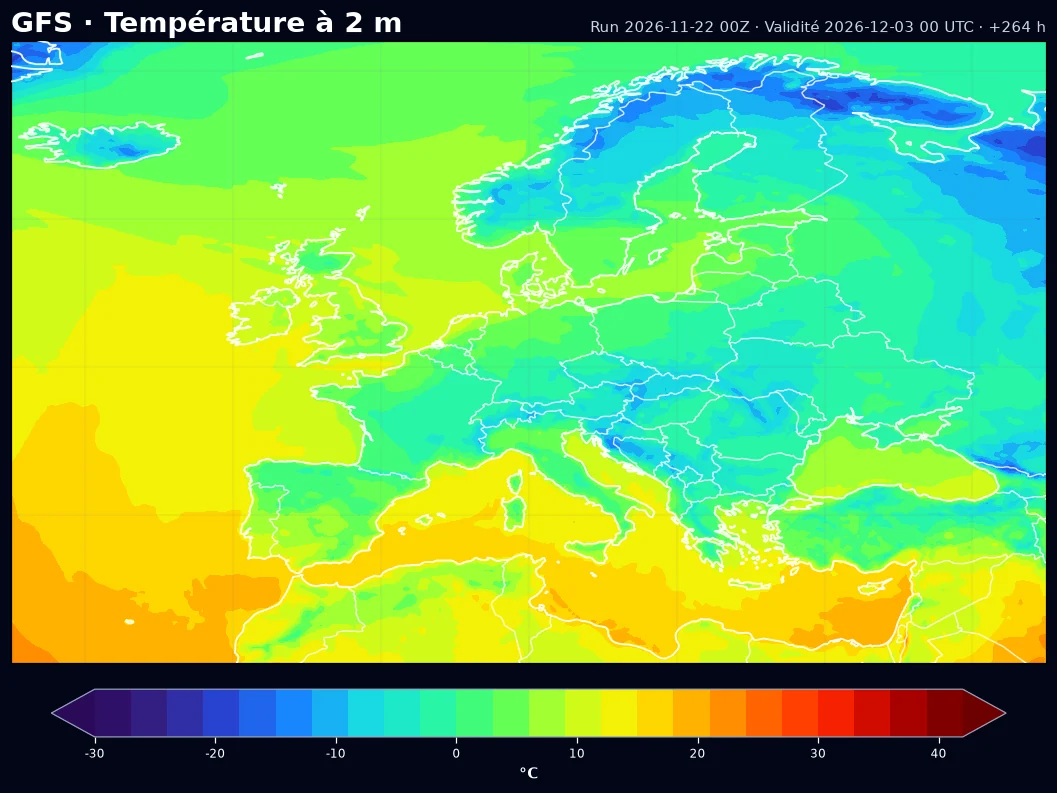 GFS · Température à 2 m
Run 2026-11-22 00Z · Validité 2026-12-03 00 UTC · +264 h
-30 -20 -10 0 10 20 30 40
°C